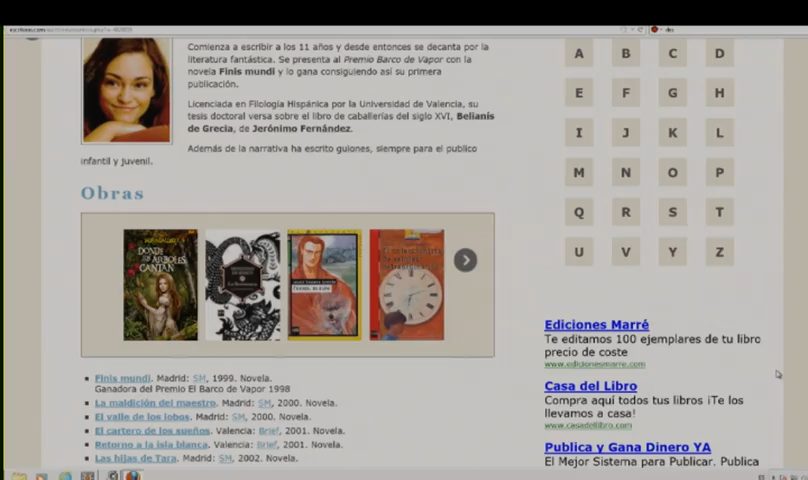 Comienza a escribir a los 11 años y desde entonces se decanta por la
literatura fantástica. Se presenta al Premio Barco de Vapor con la
novela Finis mundi y lo gana consiguiendo así su primera
publicación.
Licenciada en Filología Hispánica por la Universidad de Valencia, su
tesis doctoral versa sobre el libro de caballerías del siglo XVI, Belianís
de Grecia, de Jerónimo Fernández.
Además de la narrativa ha escrito guiones, siempre para el publico
infantil y juvenil.
Obras
DONDE
LOS ÁRBOLES
CANTAN
Finis mundi. Madrid: SM, 1999. Novela.
Ganadora del Premio El Barco de Vapor 1998
La maldición del maestro. Madrid: SM, 2000. Novela.
El valle de los lobos. Madrid: SM, 2000. Novela.
El cartero de los sueños. Valencia: Brief, 2001. Novela.
Retorno a la isla blanca. Valencia: Brief, 2001. Novela.
Las hijas de Tara. Madrid: SM, 2002. Novela.
A B C D
E F G H
I J K L
M N O P
Q R S T
U V Y Z
Ediciones Marré
Te editamos 100 ejemplares de tu libro
precio de coste
www.edicionesmarre.com
Casa del Libro
Compra aquí todos tus libros ¡Te los
llevamos a casa!
www.casadellibro.com
Publica y Gana Dinero YA
El Mejor Sistema para Publicar. Publica